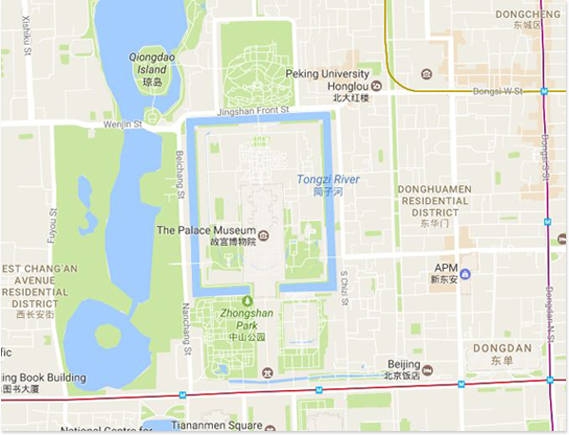 DONGCHENG
东城区
Xishiku St
Qiongdao
Island
琼岛
Peking University
Honglou
北大红楼
Dongsi W St
Jingshan Front St
Wenjin St
Beichang St
Dongsi S St
Tongzi River
筒子河
DONGHUAMEN
RESIDENTIAL
DISTRICT
东华门
Fuyou St
The Palace Museum
故宫博物院
EST CHANG'AN
AVENUE
RESIDENTIAL
DISTRICT
西长安街
APM
新东安
S Chizi St
Nanchang St
Dongdan N St
Zhongshan
Park
中山公园
DONGDAN
东单
fic
ing Book Building
图书大厦
Beijing
北京饭店
National Centre for
Tiananmen Square